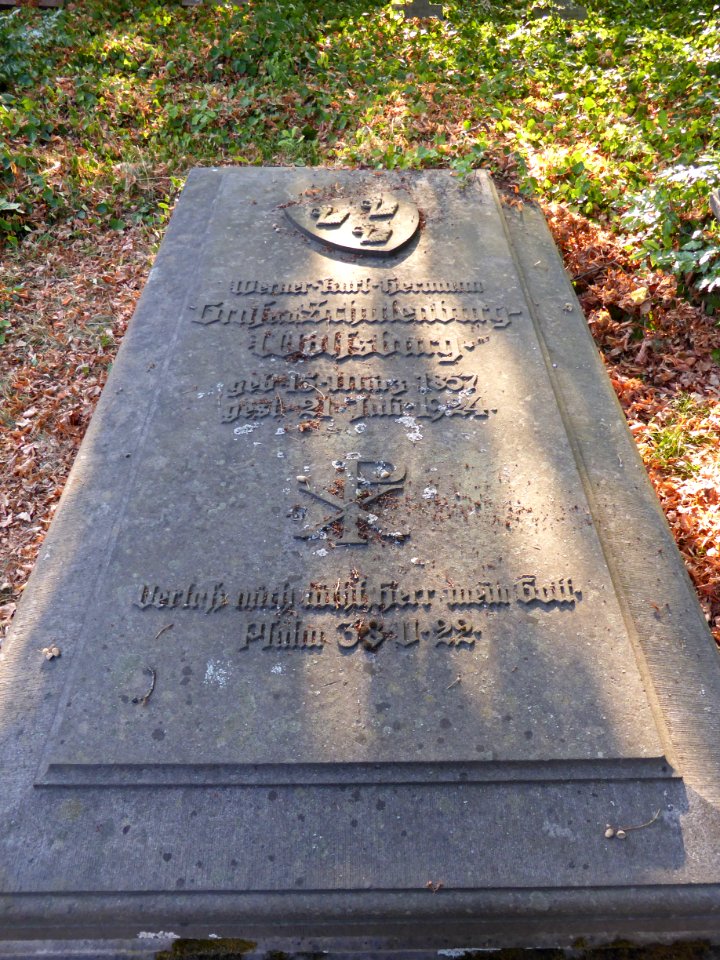 Werner·Karl·Hermann
Graf v.d. Schulenburg-
Wolfsburg·
geb·15·März·1857
gest·21·Juli·1924·
Verlass mich nicht Herr mein Gott·
Psalm 38·V·22·